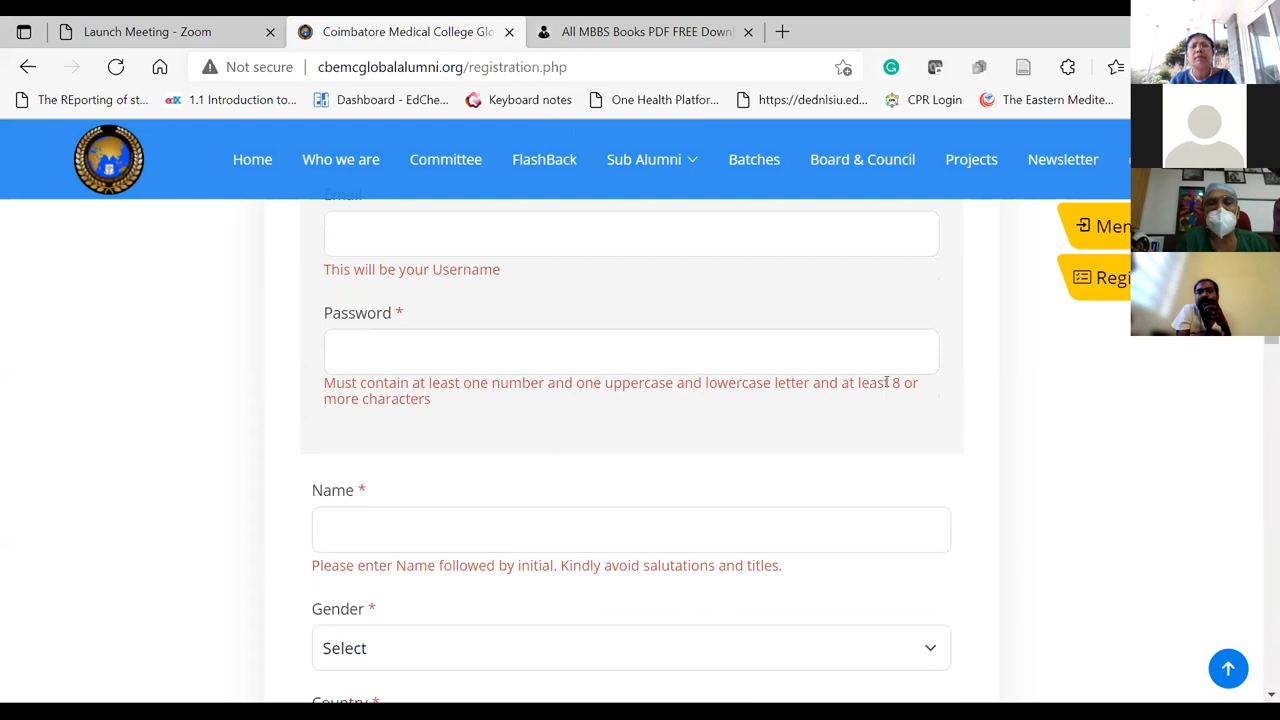 Launch Meeting - Zoom
Coimbatore Medical College Glo
All MBBS Books PDF FREE Down
Not secure
cbemcglobalalumni.org/registration.php
The REporting of st...
1.1 Introduction to...
Dashboard - EdChe...
Keyboard notes
One Health Platfor...
https://dednlsiu.ed...
CPR Login
The Eastern Medite...
Home
Who we are
Committee
FlashBack
Sub Alumni
Batches
Board & Council
Projects
Newsletter
Email
Mem
Regi
This will be your Username
Password *
Must contain at least one number and one uppercase and lowercase letter and at least 8 or
more characters
Name *
Please enter Name followed by initial. Kindly avoid salutations and titles.
Gender *
Select
Country *